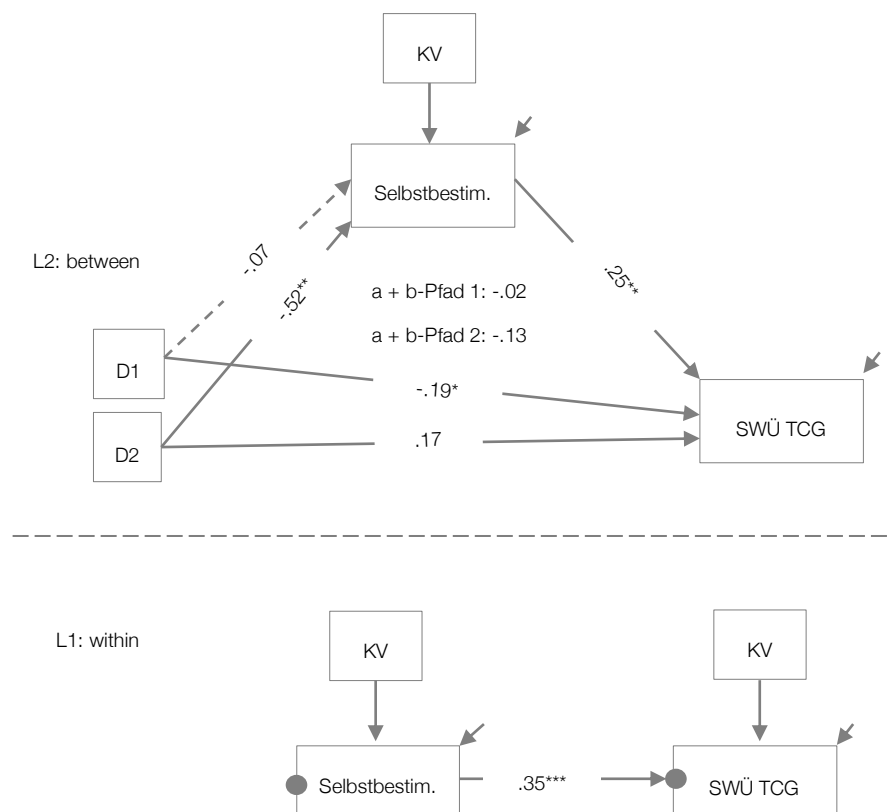 KV
Selbstbestim.
L2: between
-.07
-.52**
.25**
a + b-Pfad 1: -.02
a + b-Pfad 2: -.13
D1
-.19*
SWÜ TCG
D2
.17
L1: within
KV
KV
Selbstbestim.
.35***
SWÜ TCG